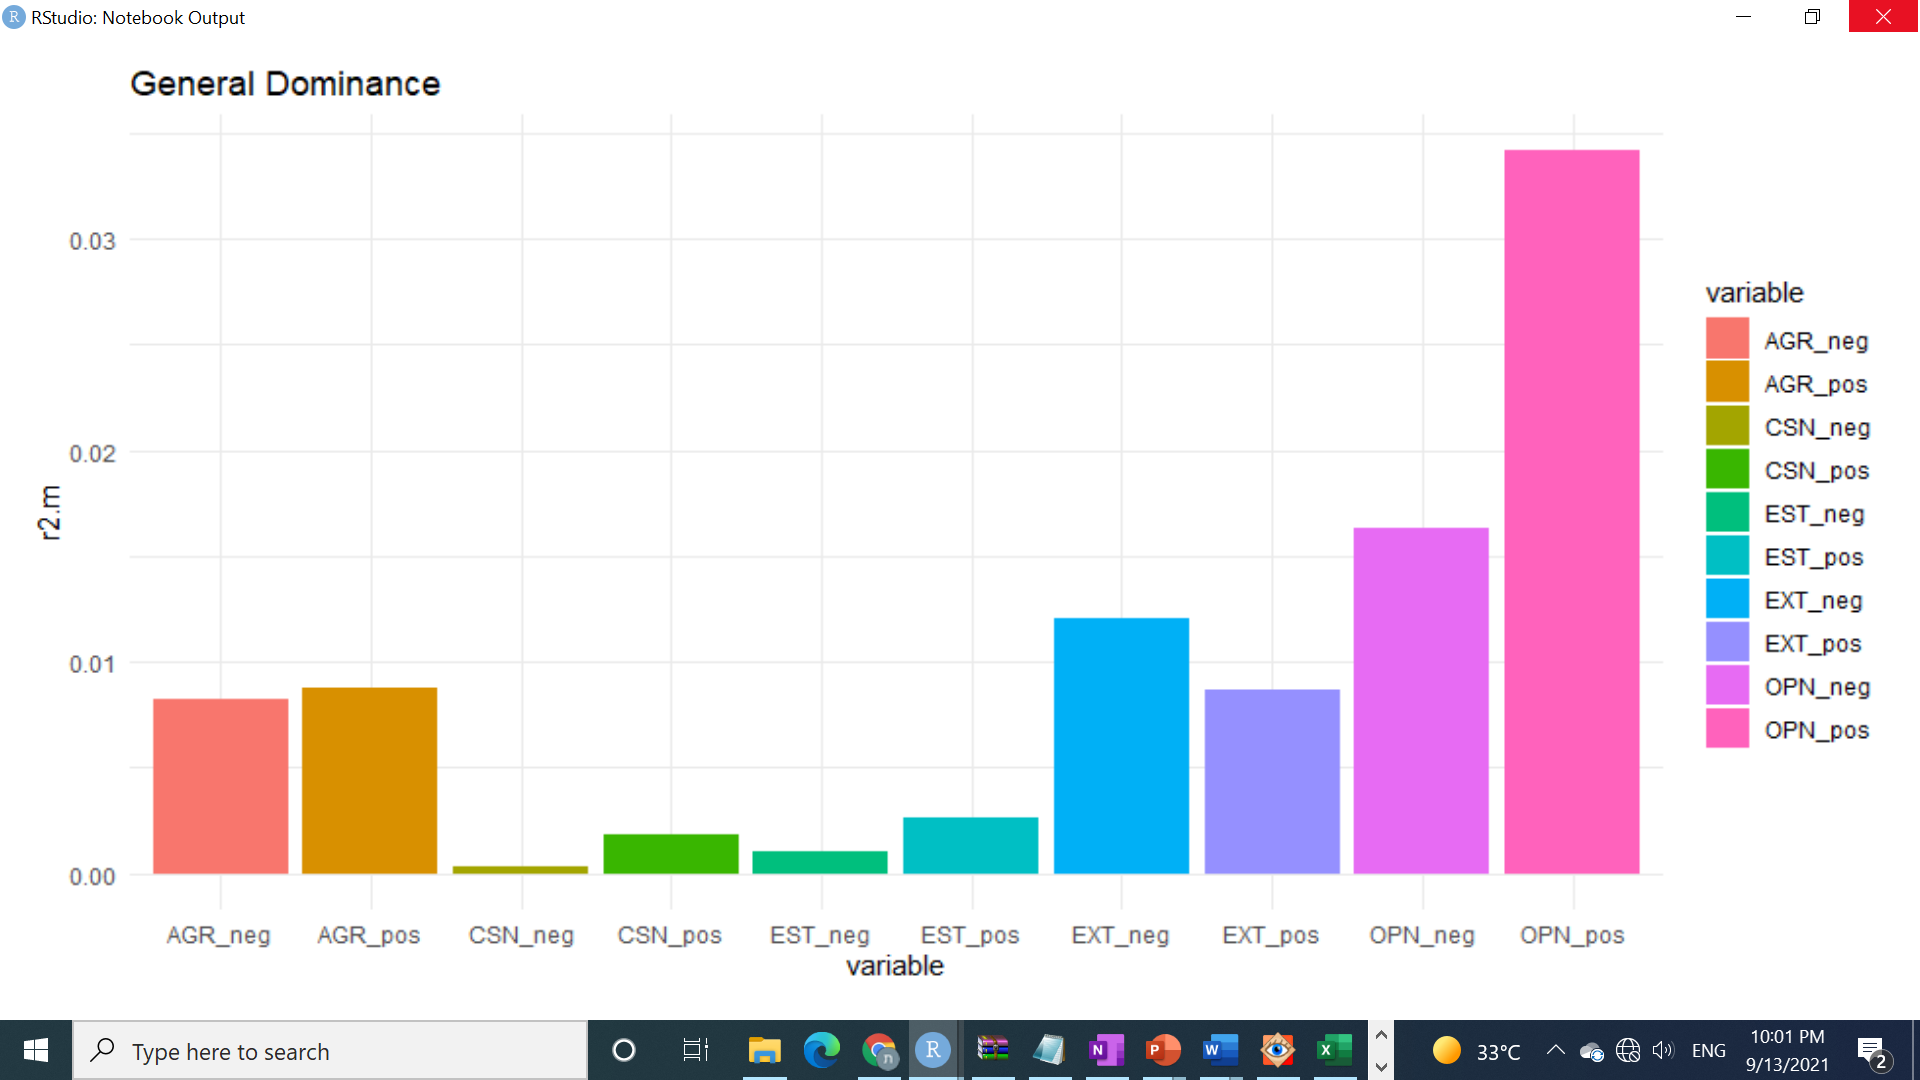 RStudio: Notebook Output
General Dominance
0.03
0.02
0.01
0.00
r2.m
AGR_neg AGR_pos CSN_neg CSN_pos EST_neg EST_pos EXT_neg EXT_pos OPN_neg OPN_pos
variable
variable
AGR_neg
AGR_pos
CSN_neg
CSN_pos
EST_neg
EST_pos
EXT_neg
EXT_pos
OPN_neg
OPN_pos
Type here to search
33°C
ENG
10:01 PM
9/13/2021
2